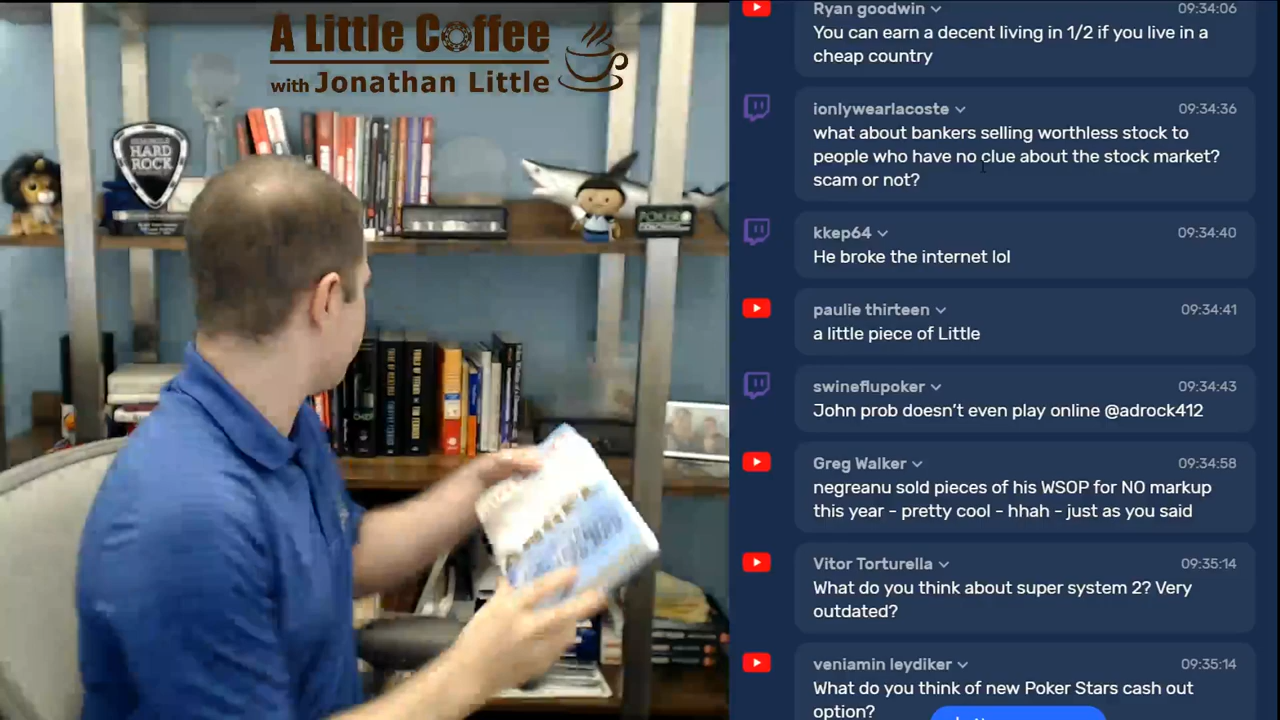 A Little Coffee
with Jonathan Little
HARD
ROCK
POKER
Ryan goodwin
09:34:06
You can earn a decent living in 1/2 if you live in a
cheap country
ionlywearlacoste
09:34:36
what about bankers selling worthless stock to
people who have no clue about the stock market?
scam or not?
kkep64
09:34:40
He broke the internet lol
paulie thirteen
09:34:41
a little piece of Little
swineflupoker
09:34:43
John prob doesn't even play online @adrock412
Greg Walker
09:34:58
negreanu sold pieces of his WSOP for NO markup
this year - pretty cool - hhah - just as you said
Vitor Torturella
09:35:14
What do you think about super system 2? Very
outdated?
veniamin leydiker
09:35:14
What do you think of new Poker Stars cash out
option?